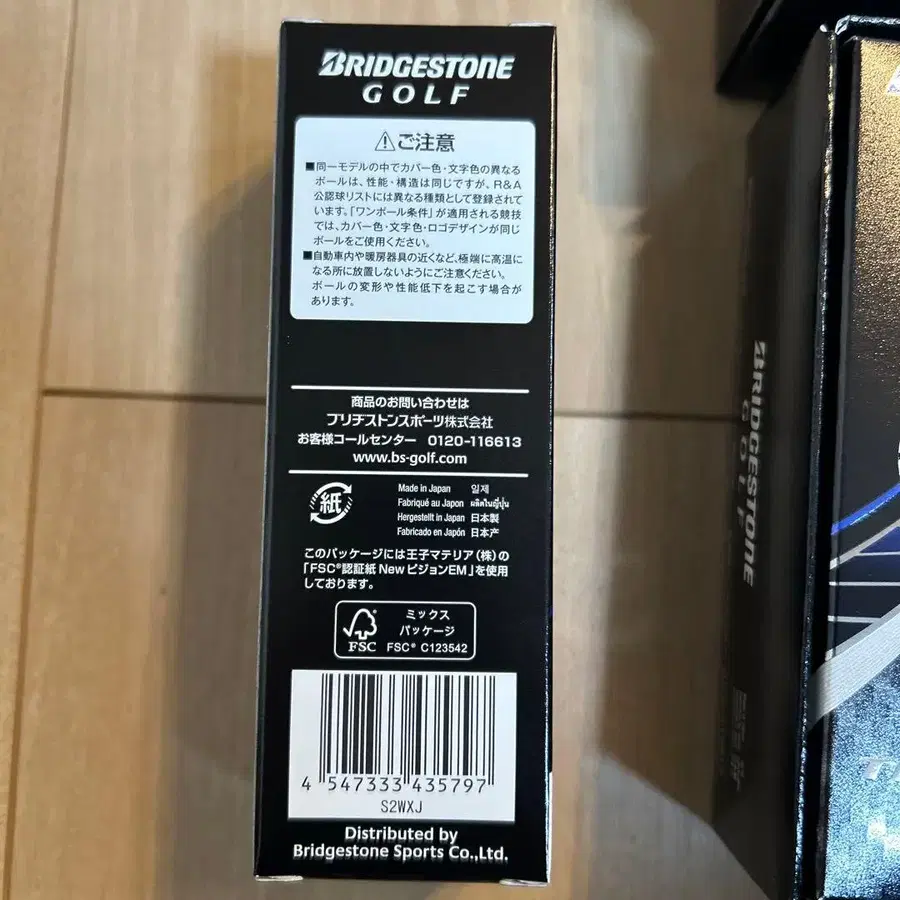 BRIDGESTONE
GOLF
⚠ご注意
■同一モデルの中でカバー色・文字色の異なる
ボールは、性能・構造は同じですが、R&A
公認球リストには異なる種類として登録されて
います。「ワンボール条件」が適用される競技
では、カバー色・文字色・ロゴデザインが同じ
ボールをご使用ください。
■自動車内や暖房器具の近くなど、極端に高温に
なる所に放置しないようにご注意ください。
ボールの変形や性能低下を起こす場合が
あります。
商品のお問い合わせは
ブリヂストンスポーツ株式会社
お客様コールセンター 0120-116613
www.bs-golf.com
紙
Made in Japan 일제
Fabriqué au Japon ผลิตในญี่ปุ่น
Hergestellt in Japan 日本製
Fabricado en Japón 日本产
このパッケージには王子マテリア(株)の
「FSC®認証紙 New ビジョンEM」を使用
しております。
FSC
ミックス
パッケージ
FSC® C123542
4 547333 435797
S2WXJ
Distributed by
Bridgestone Sports Co.,Ltd.
BRIDGESTONE
GOLF